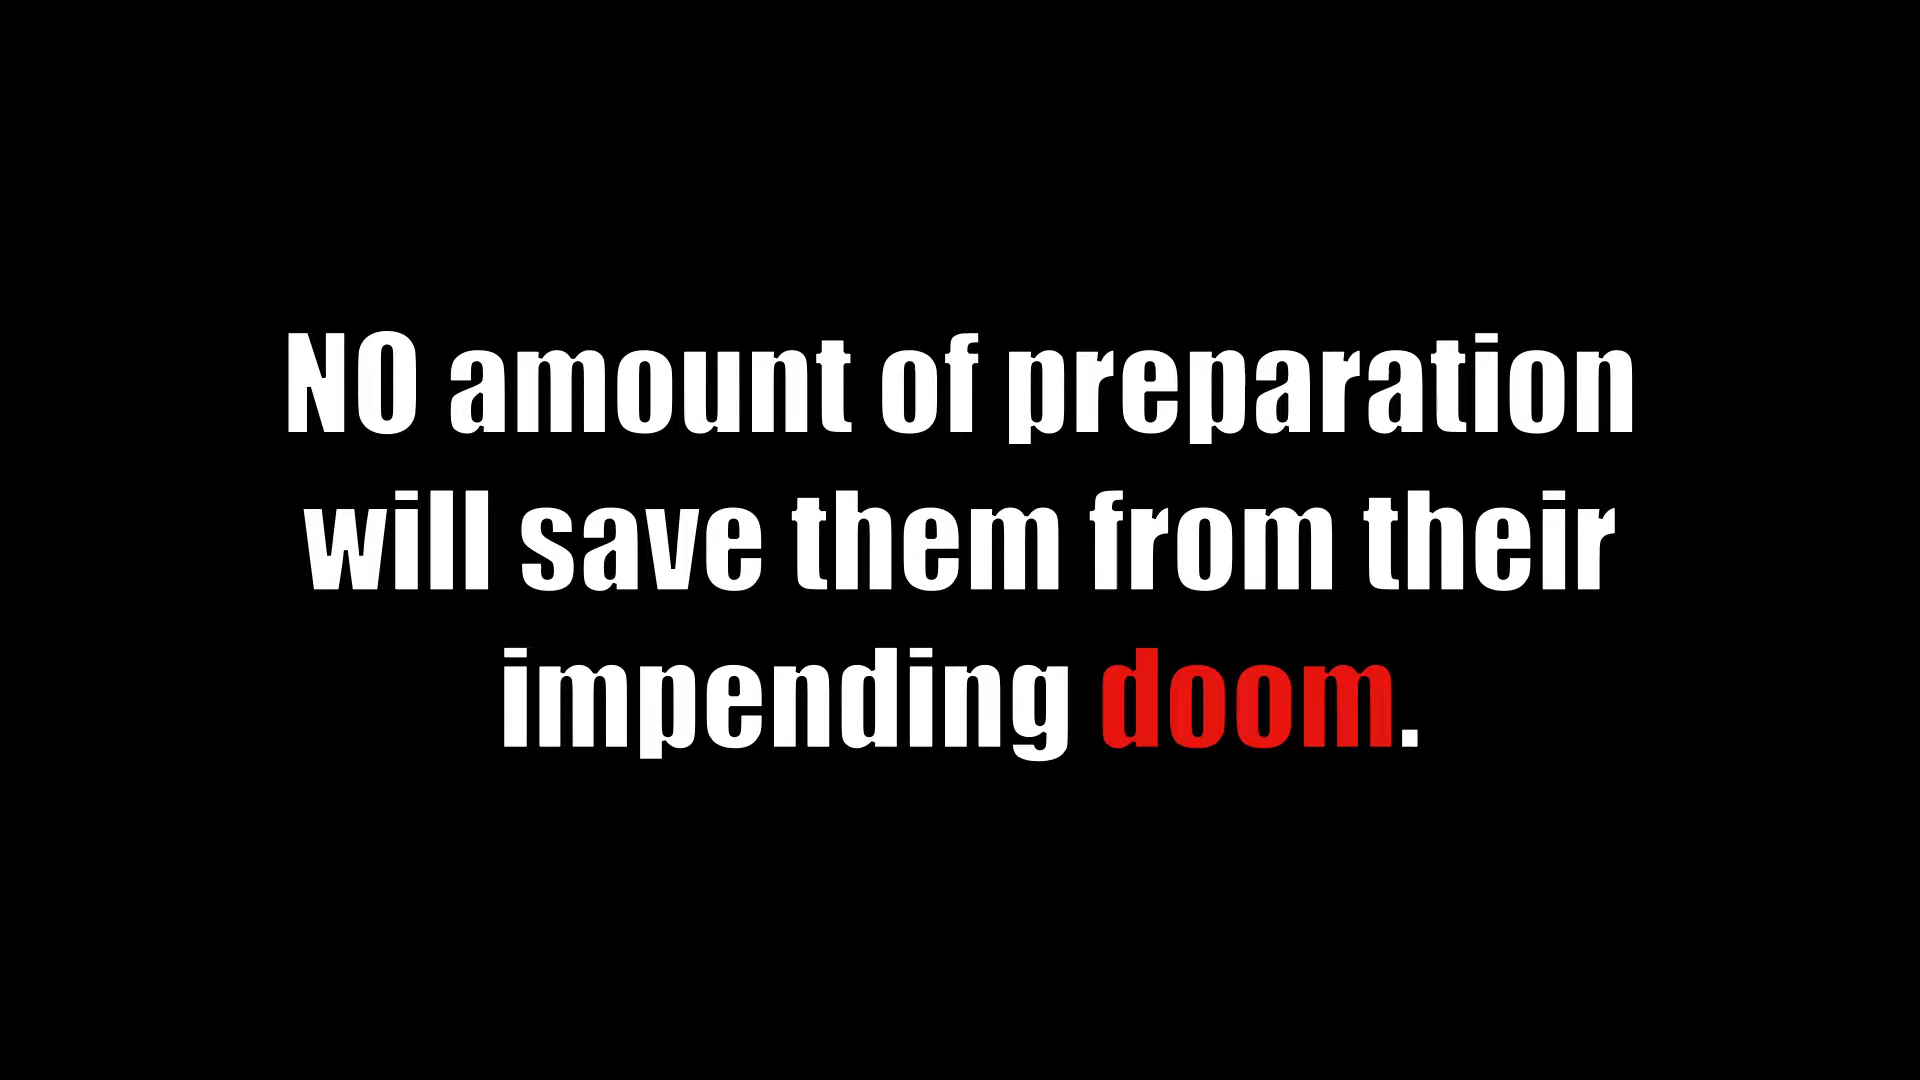 NO amount of preparation
will save them from their
impending doom.